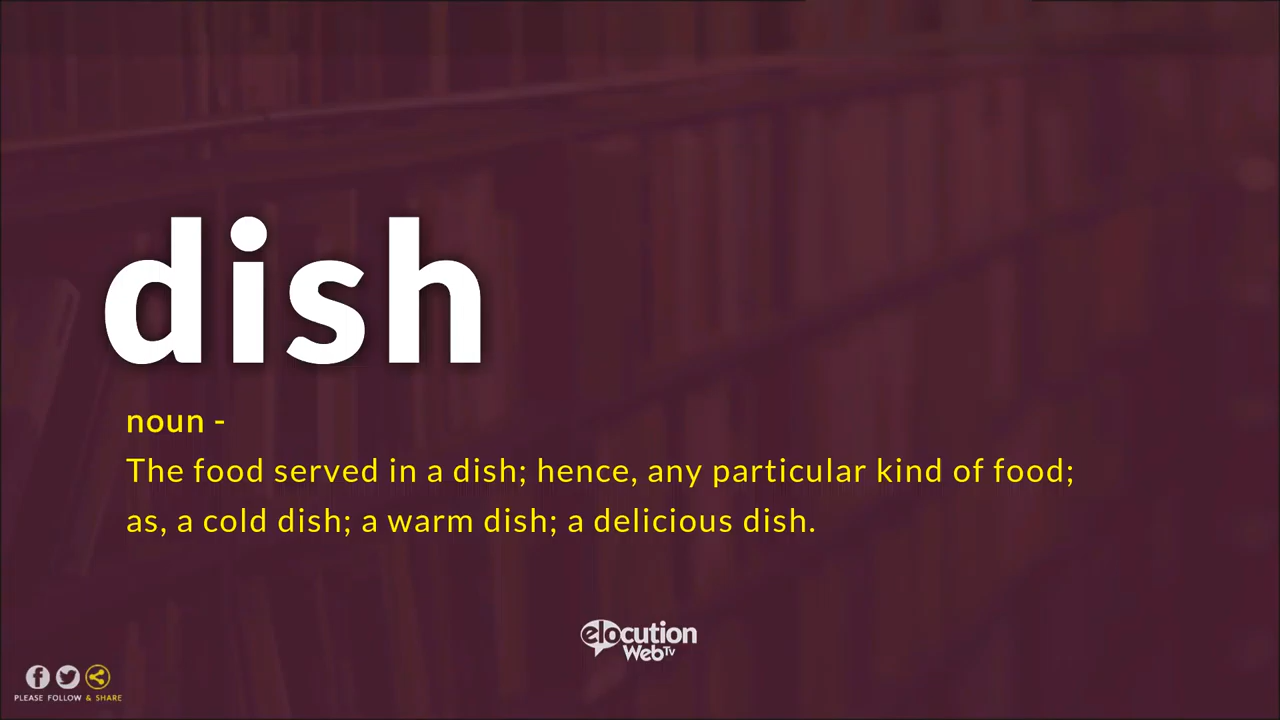 dish
noun -
The food served in a dish; hence, any particular kind of food;
as, a cold dish; a warm dish; a delicious dish.
elocution
WebTv
PLEASE FOLLOW & SHARE